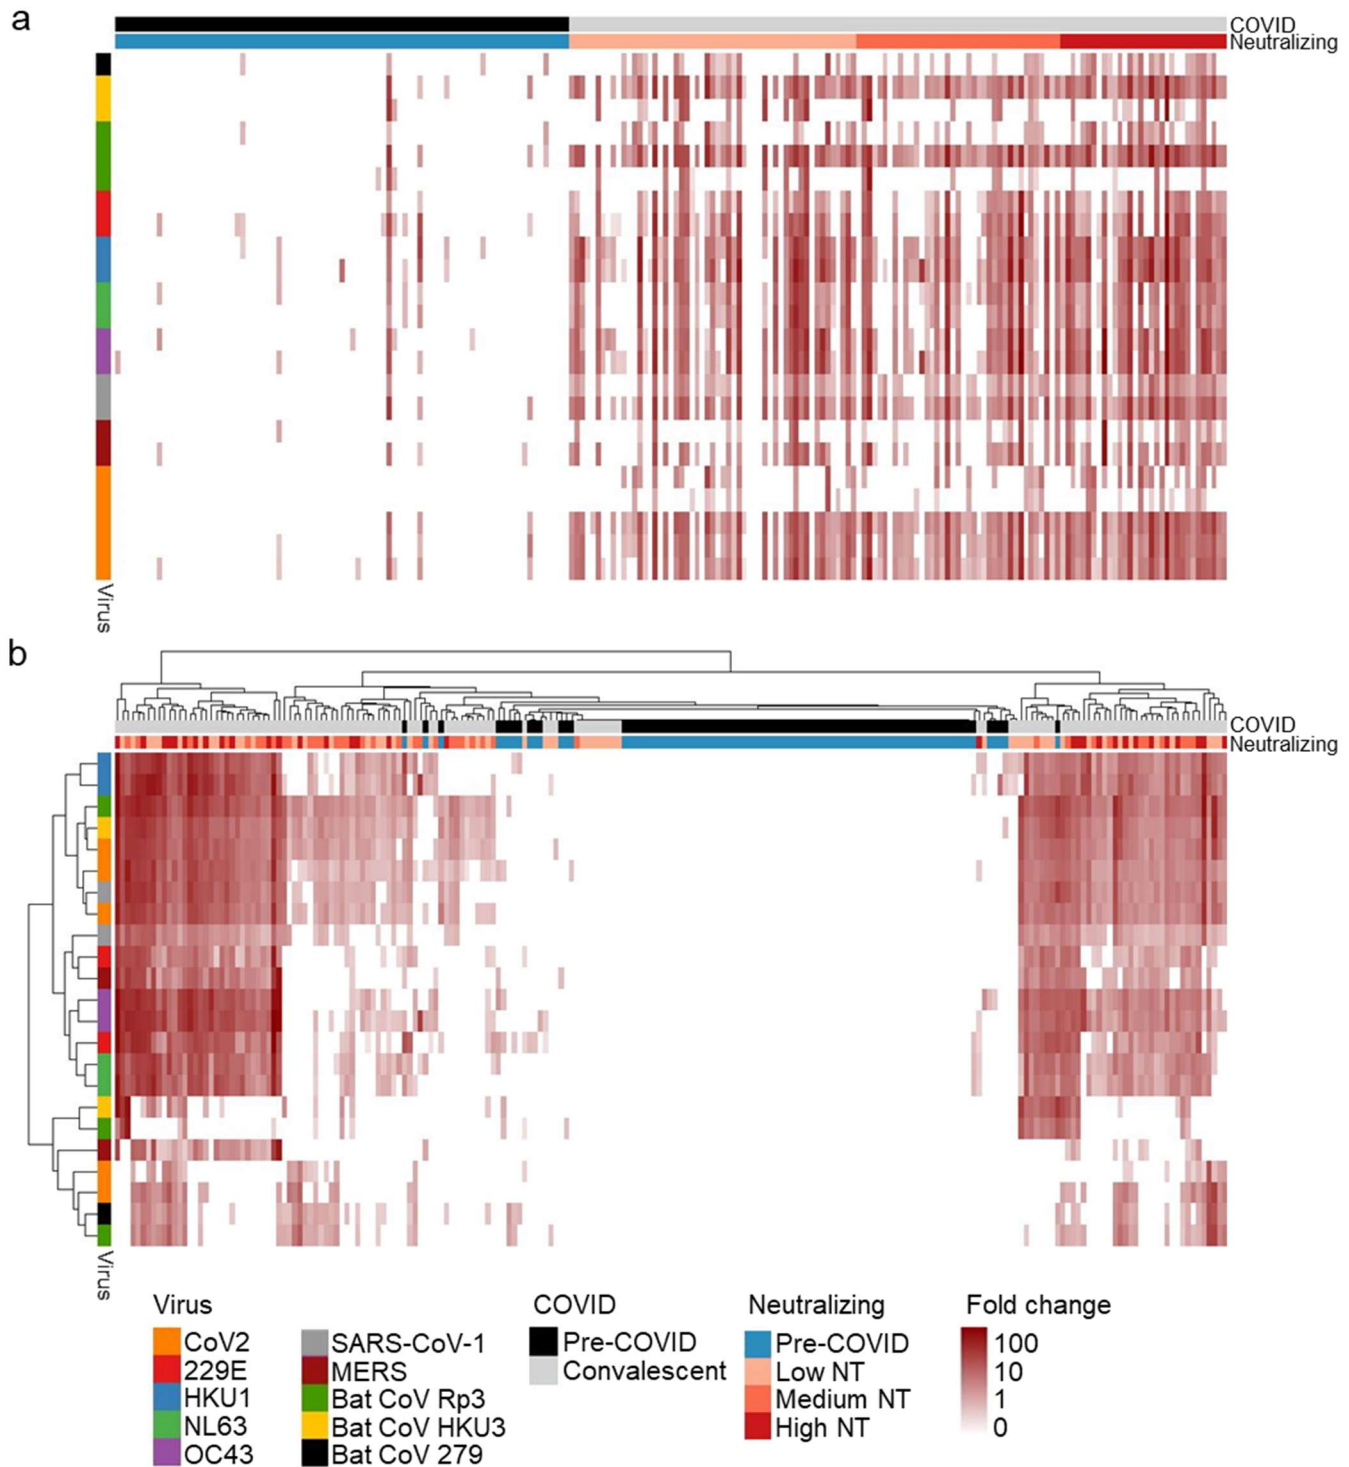 a
COVID
Neutralizing
Virus
b
COVID
Neutralizing
Virus
Virus
CoV2
229E
HKU1
NL63
OC43
SARS-CoV-1
MERS
Bat CoV Rp3
Bat CoV HKU3
Bat CoV 279
COVID
Pre-COVID
Convalescent
Neutralizing
Pre-COVID
Low NT
Medium NT
High NT
Fold change
100
10
1
0